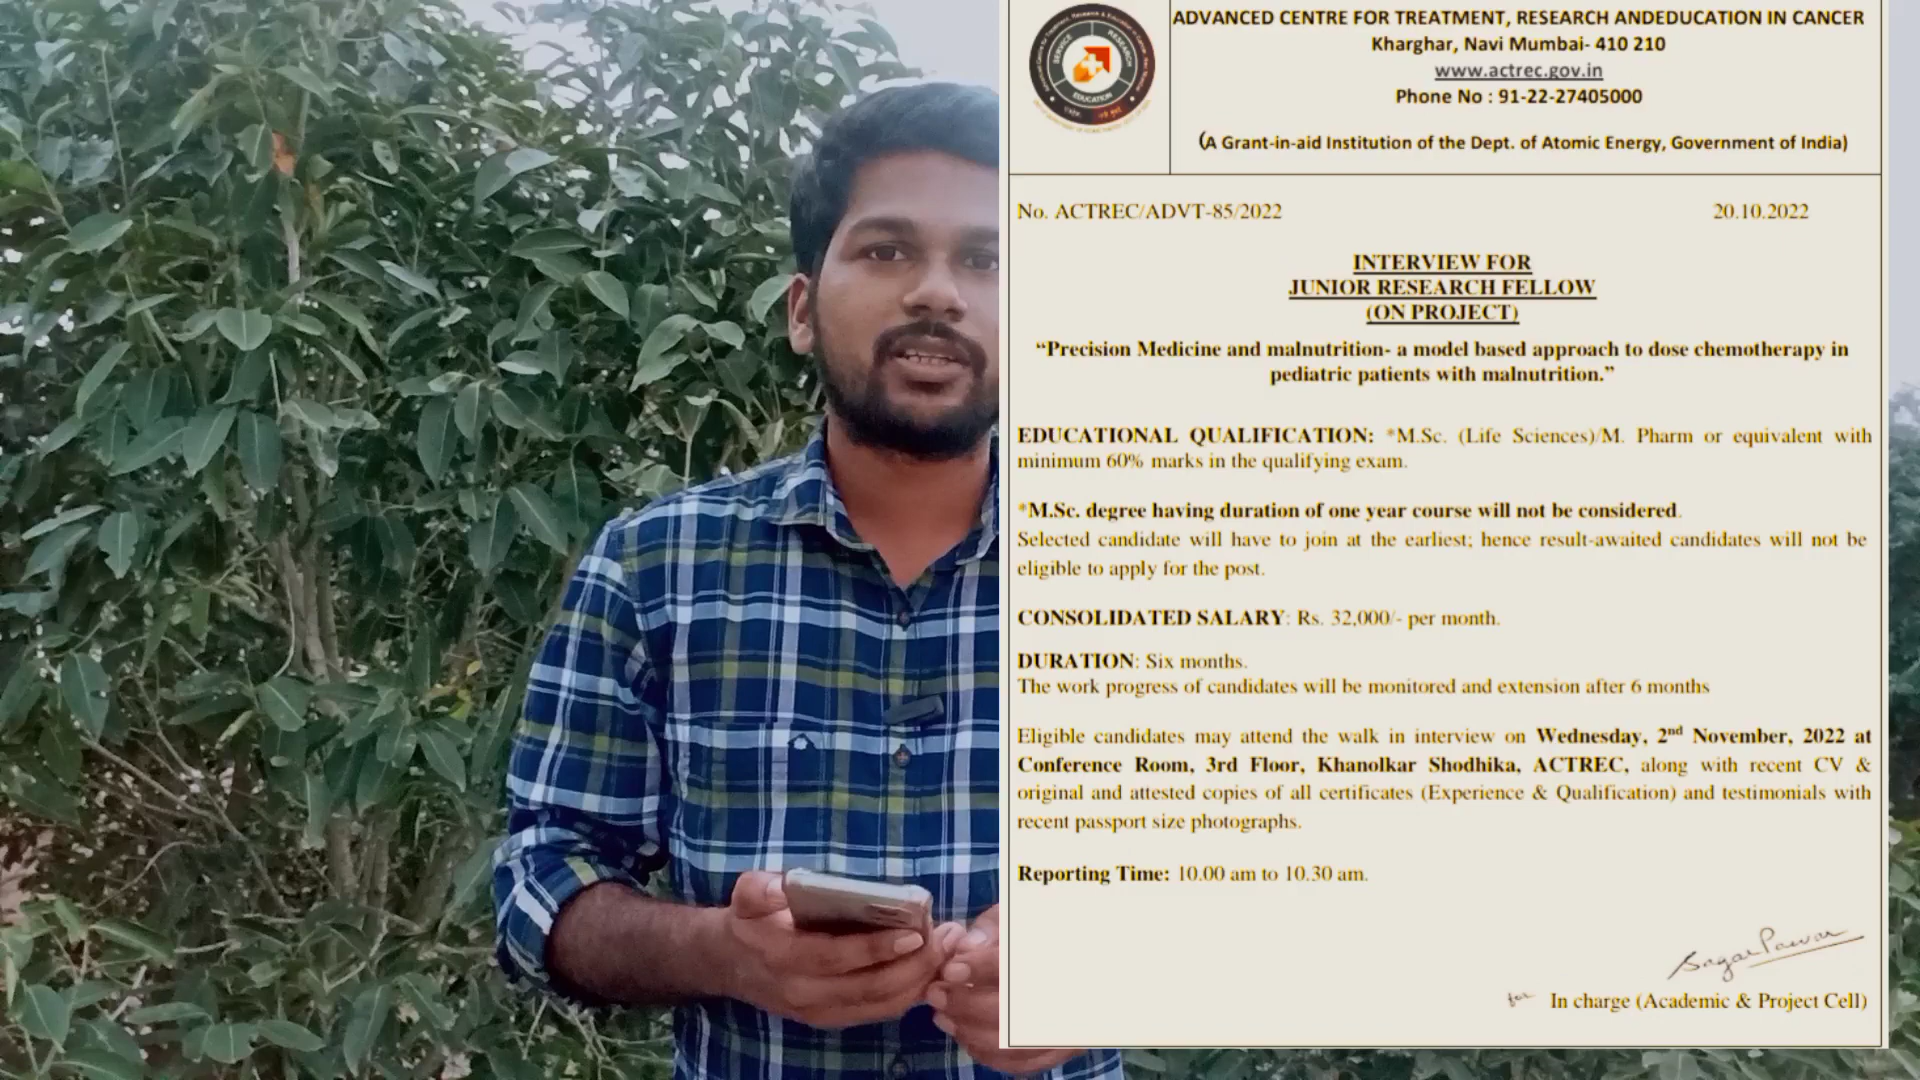 SERVICE
RESEARCH
EDUCATION
ADVANCED CENTRE FOR TREATMENT, RESEARCH ANDEDUCATION IN CANCER
Kharghar, Navi Mumbai- 410 210
www.actrec.gov.in
Phone No : 91-22-27405000
(A Grant-in-aid Institution of the Dept. of Atomic Energy, Government of India)
No. ACTREC/ADVT-85/2022 20.10.2022
INTERVIEW FOR
JUNIOR RESEARCH FELLOW
(ON PROJECT)
“Precision Medicine and malnutrition- a model based approach to dose chemotherapy in
pediatric patients with malnutrition.”
EDUCATIONAL QUALIFICATION: *M.Sc. (Life Sciences)/M. Pharm or equivalent with
minimum 60% marks in the qualifying exam.
*M.Sc. degree having duration of one year course will not be considered.
Selected candidate will have to join at the earliest; hence result-awaited candidates will not be
eligible to apply for the post.
CONSOLIDATED SALARY: Rs. 32,000/- per month.
DURATION: Six months.
The work progress of candidates will be monitored and extension after 6 months
Eligible candidates may attend the walk in interview on Wednesday, 2nd November, 2022 at
Conference Room, 3rd Floor, Khanolkar Shodhika, ACTREC, along with recent CV &
original and attested copies of all certificates (Experience & Qualification) and testimonials with
recent passport size photographs.
Reporting Time: 10.00 am to 10.30 am.
Sagar Pawar
for In charge (Academic & Project Cell)